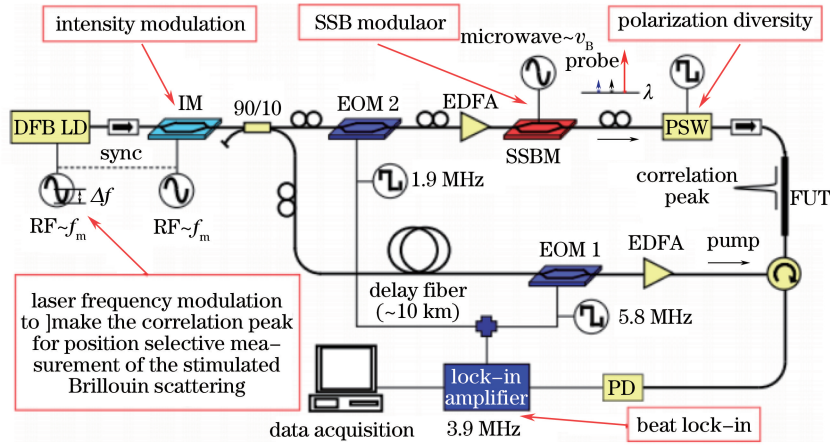 intensity modulation
SSB modulaor
polarization diversity
microwave~νB
probe
IM
90/10
EOM 2
EDFA
λ
DFB LD
PSW
SSBM
sync
Δf
1.9 MHz
correlation
peak
FUT
RF~fm
RF~fm
EOM 1
EDFA
pump
laser frequency modulation
to ]make the correlation peak
for position selective mea-
surement of the stimulated
Brillouin scattering
delay fiber
(~10 km)
5.8 MHz
lock-in
amplifier
PD
data acquisition
3.9 MHz
beat lock-in